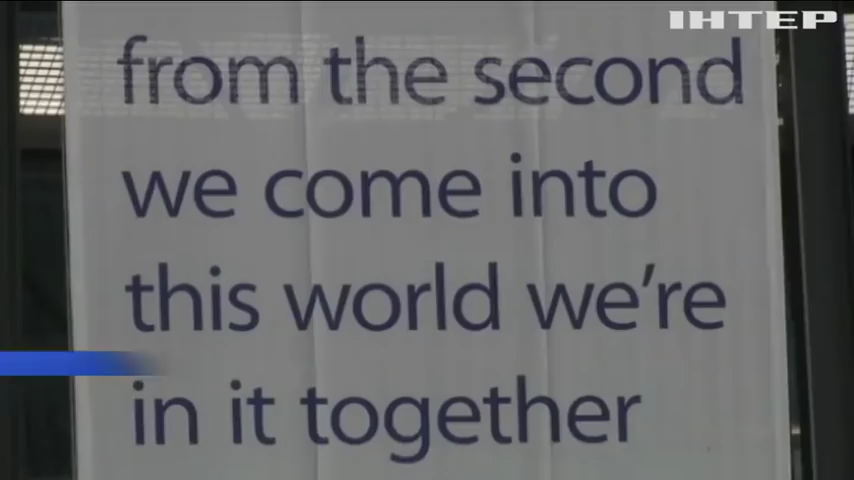 ІНТЕР
from the second
we come into
this world we're
in it together